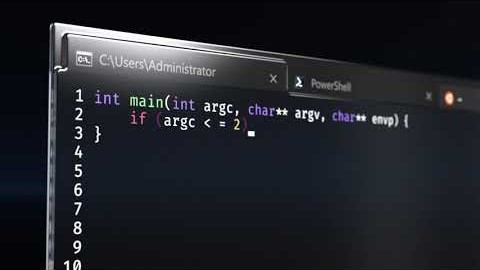 C:\Users\Administrator
PowerShell
1 int main(int argc, char** argv, char** envp) {
2     if (argc < = 2)
3 }
4
5
6
7
8
9
10